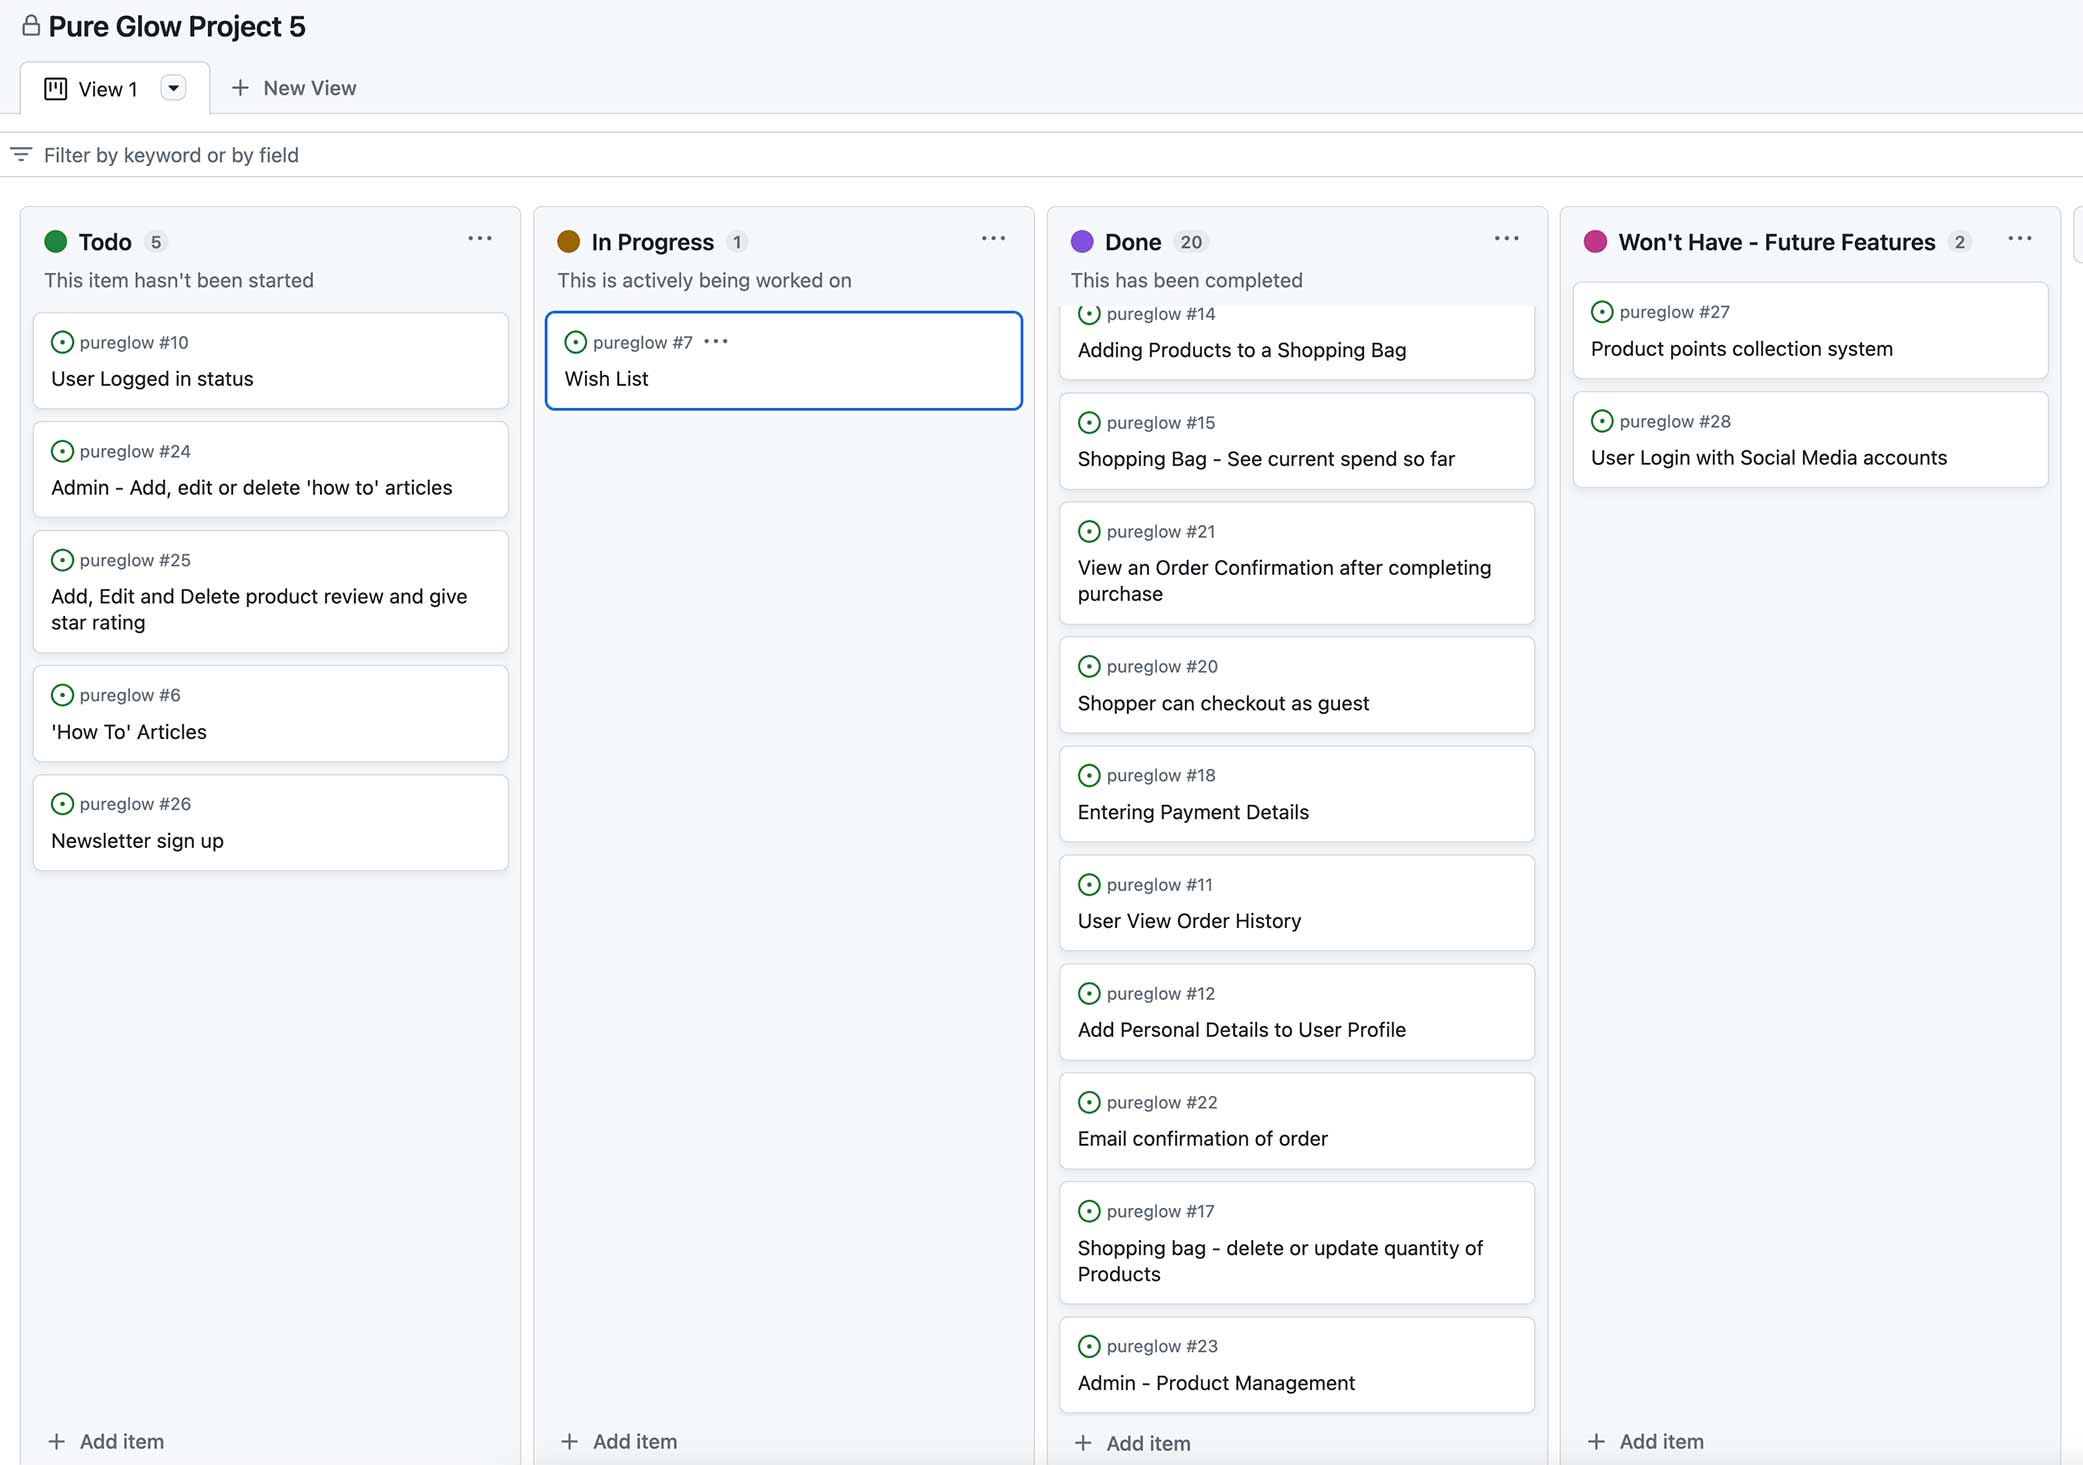 Pure Glow Project 5
View 1
New View
Filter by keyword or by field
Todo 5
This item hasn't been started
pureglow #10
User Logged in status
pureglow #24
Admin - Add, edit or delete 'how to' articles
pureglow #25
Add, Edit and Delete product review and give
star rating
pureglow #6
'How To' Articles
pureglow #26
Newsletter sign up
Add item
In Progress 1
This is actively being worked on
pureglow #7
Wish List
Add item
Done 20
This has been completed
pureglow #14
Adding Products to a Shopping Bag
pureglow #15
Shopping Bag - See current spend so far
pureglow #21
View an Order Confirmation after completing
purchase
pureglow #20
Shopper can checkout as guest
pureglow #18
Entering Payment Details
pureglow #11
User View Order History
pureglow #12
Add Personal Details to User Profile
pureglow #22
Email confirmation of order
pureglow #17
Shopping bag - delete or update quantity of
Products
pureglow #23
Admin - Product Management
Add item
Won't Have - Future Features 2
pureglow #27
Product points collection system
pureglow #28
User Login with Social Media accounts
Add item